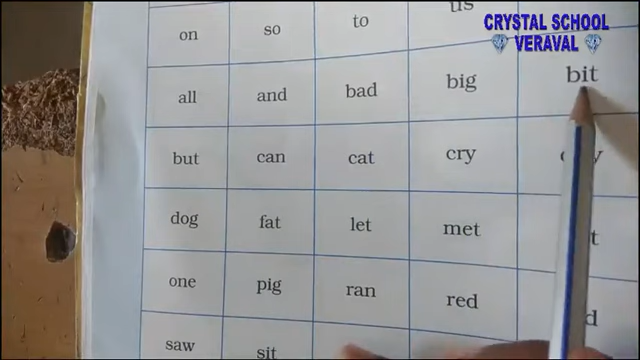 CRYSTAL SCHOOL
VERAVAL
on so to us
all and bad big bit
but can cat cry
dog fat let met
one pig ran red
saw sit